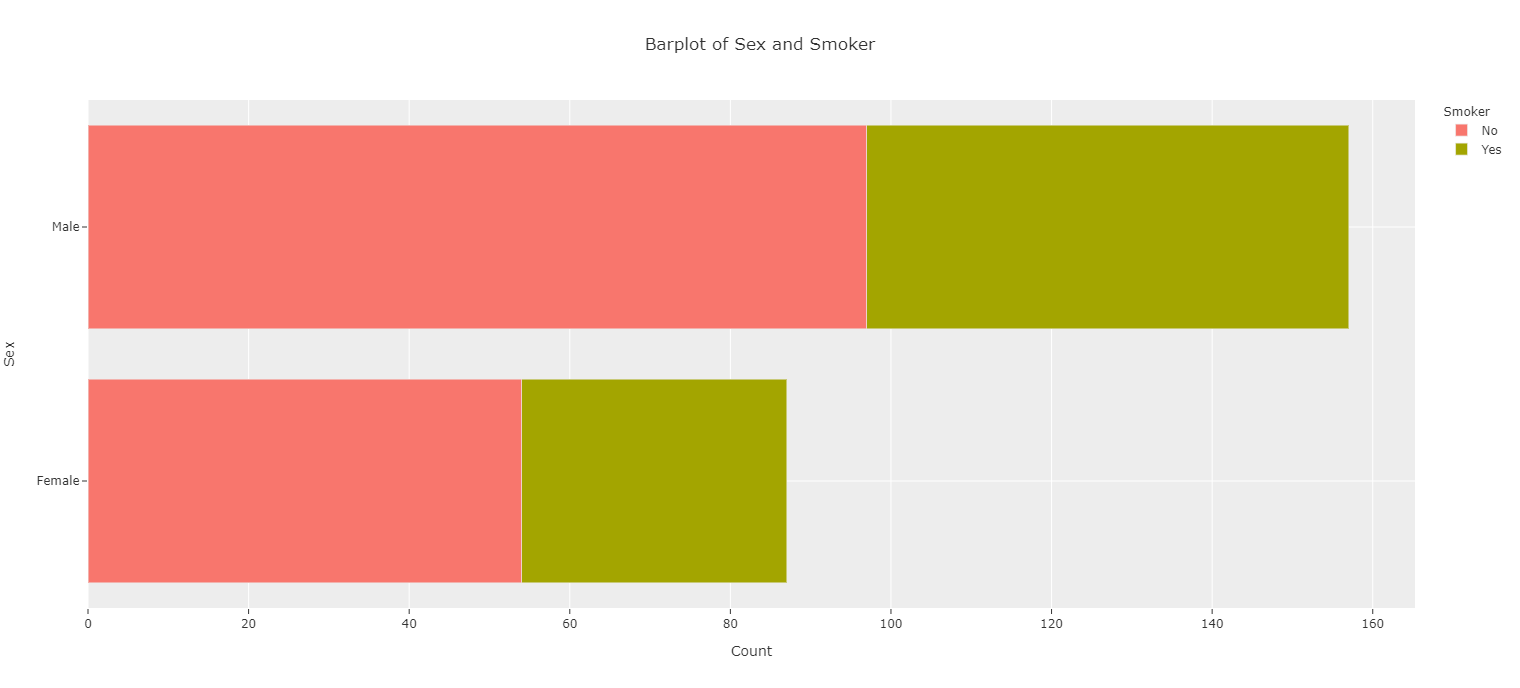 Barplot of Sex and Smoker
Smoker
No
Yes
Male
Female
Sex
0 20 40 60 80 100 120 140 160
Count